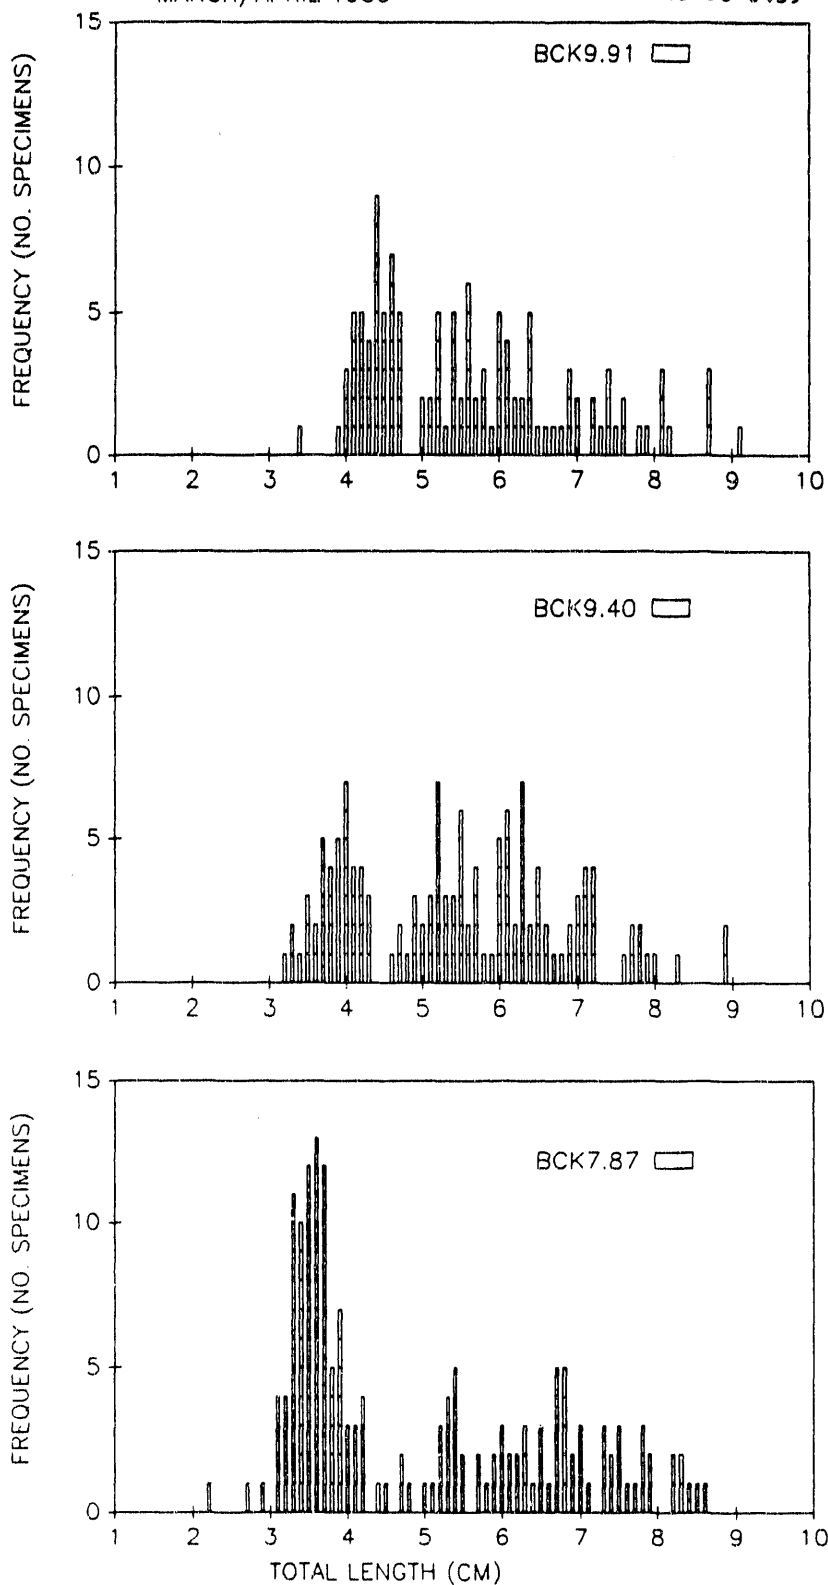 15
BCK9.91
10
5
0
1 2 3 4 5 6 7 8 9 10
FREQUENCY (NO. SPECIMENS)
15
BCK9.40
10
5
0
1 2 3 4 5 6 7 8 9 10
FREQUENCY (NO. SPECIMENS)
15
BCK7.87
10
5
0
1 2 3 4 5 6 7 8 9 10
FREQUENCY (NO. SPECIMENS)
TOTAL LENGTH (CM)